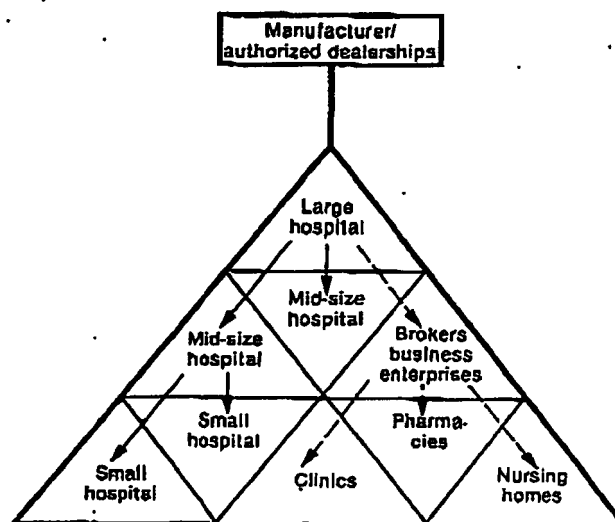 Manufacturer/
authorized dealerships
Large
hospital
Mid-size
hospital
Mid-size
hospital
Brokers
business
enterprises
Small
hospital
Pharma-
cies
Small
hospital
Clinics
Nursing
homes